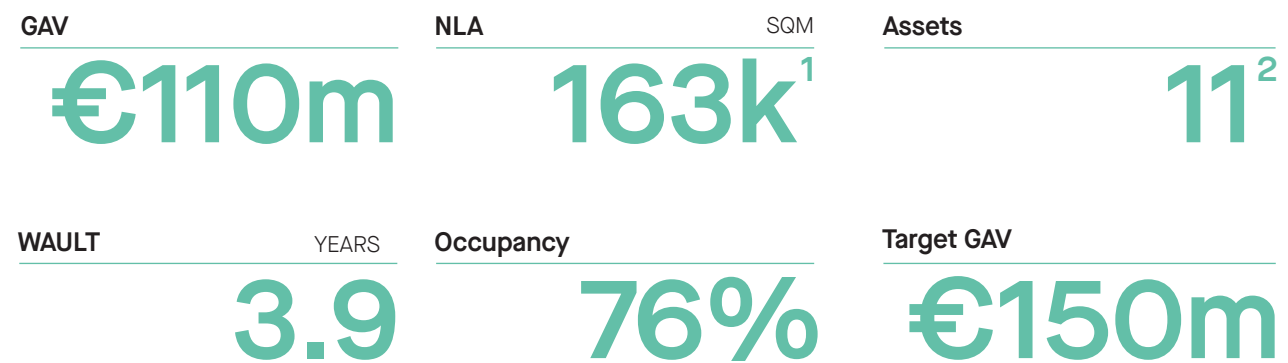 GAV
€110m
NLA SQM
163k¹
Assets
11²
WAULT YEARS
3.9
Occupancy
76%
Target GAV
€150m